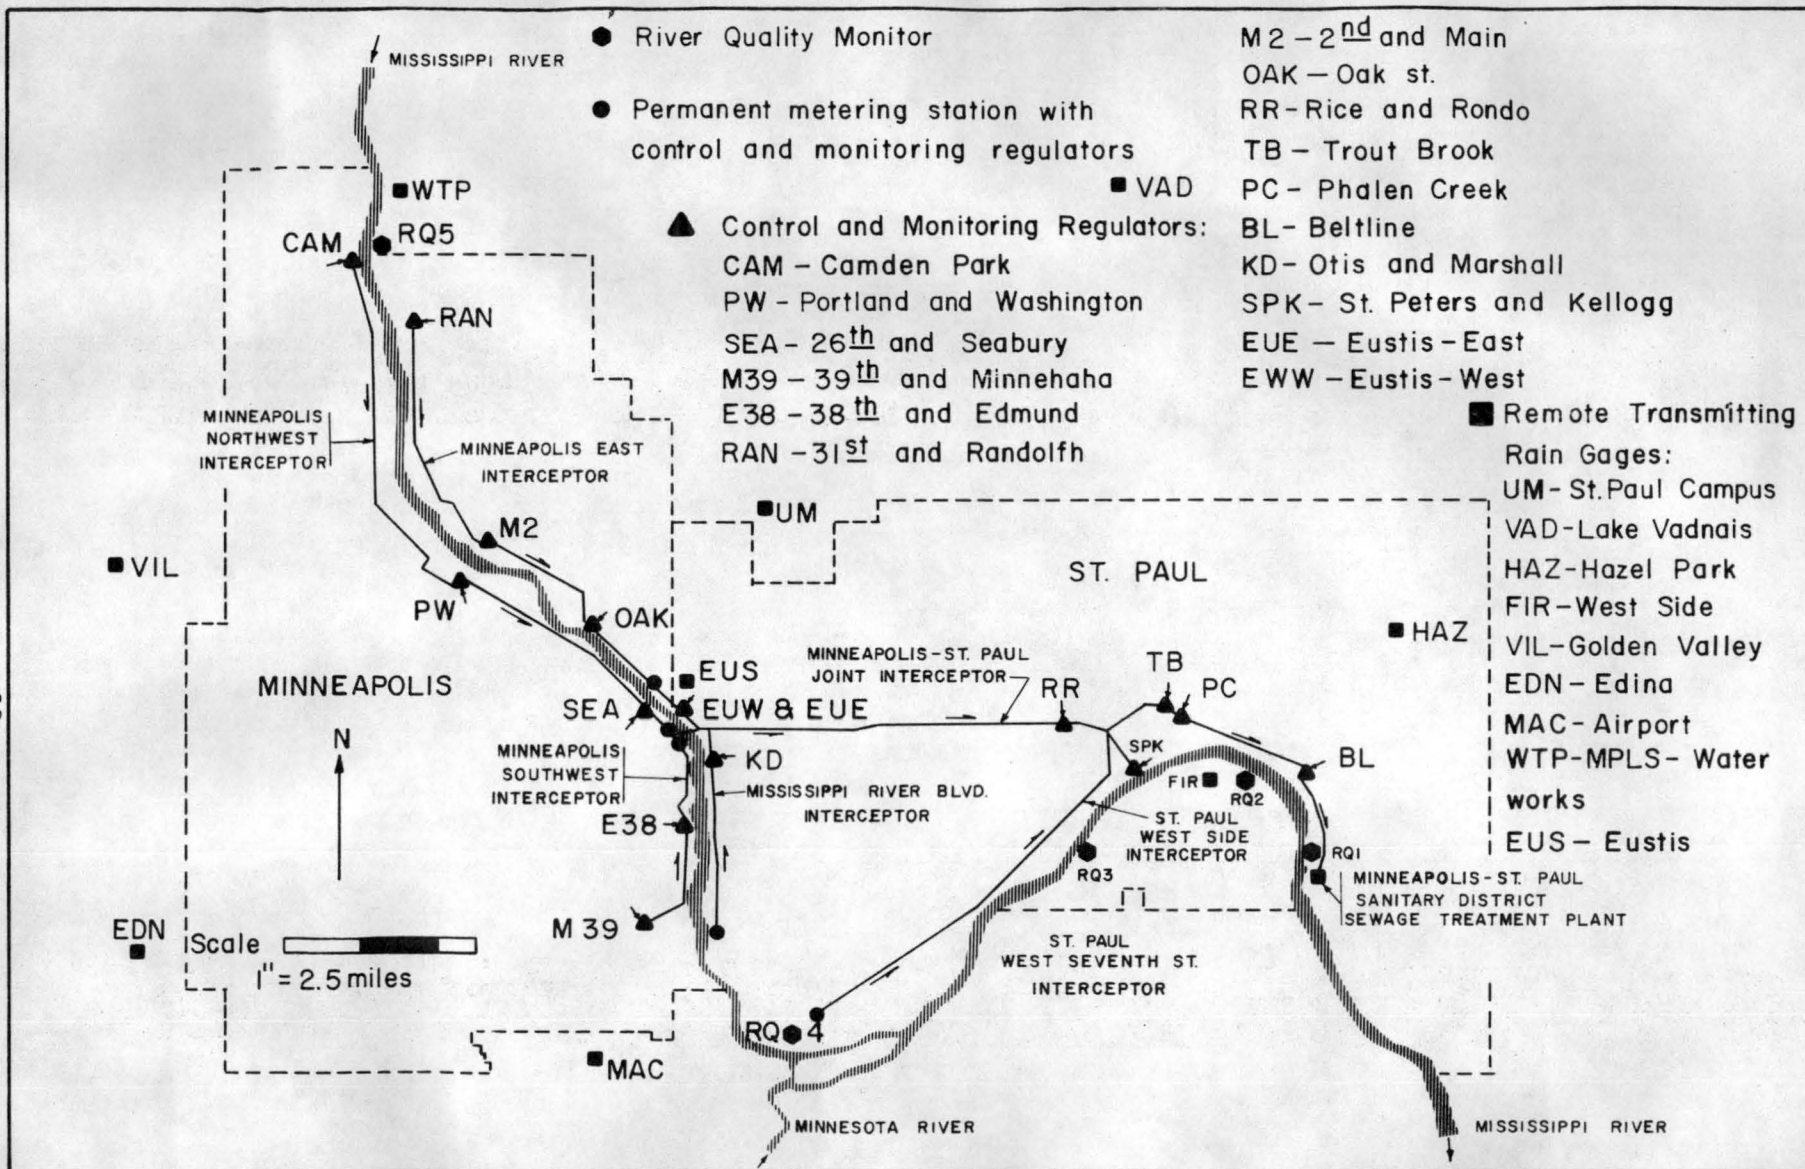 River Quality Monitor
Permanent metering station with
control and monitoring regulators
Control and Monitoring Regulators:
CAM - Camden Park
PW - Portland and Washington
SEA - 26th and Seabury
M39 - 39th and Minnehaha
E38 - 38th and Edmund
RAN - 31st and Randolfh
M2 - 2nd and Main
OAK - Oak st.
RR - Rice and Rondo
TB - Trout Brook
PC - Phalen Creek
BL - Beltline
KD - Otis and Marshall
SPK - St. Peters and Kellogg
EUE - Eustis - East
EWW - Eustis - West
Remote Transmitting
Rain Gages:
UM - St. Paul Campus
VAD - Lake Vadnais
HAZ - Hazel Park
FIR - West Side
VIL - Golden Valley
EDN - Edina
MAC - Airport
WTP - MPLS - Water
works
EUS - Eustis
MISSISSIPPI RIVER
WTP
VAD
CAM
RQ5
RAN
MINNEAPOLIS
NORTHWEST
INTERCEPTOR
MINNEAPOLIS EAST
INTERCEPTOR
M2
UM
VIL
ST. PAUL
PW
OAK
HAZ
MINNEAPOLIS
EUS
MINNEAPOLIS - ST. PAUL
JOINT INTERCEPTOR
RR
TB
PC
SEA
EUW & EUE
N
MINNEAPOLIS
SOUTHWEST
INTERCEPTOR
KD
MISSISSIPPI RIVER BLVD.
INTERCEPTOR
SPK
FIR
RQ2
BL
E38
ST. PAUL
WEST SIDE
INTERCEPTOR
RQ3
RQ1
MINNEAPOLIS - ST. PAUL
SANITARY DISTRICT
SEWAGE TREATMENT PLANT
EDN
Scale
1" = 2.5 miles
M 39
ST. PAUL
WEST SEVENTH ST.
INTERCEPTOR
RQ 4
MAC
MINNESOTA RIVER
MISSISSIPPI RIVER